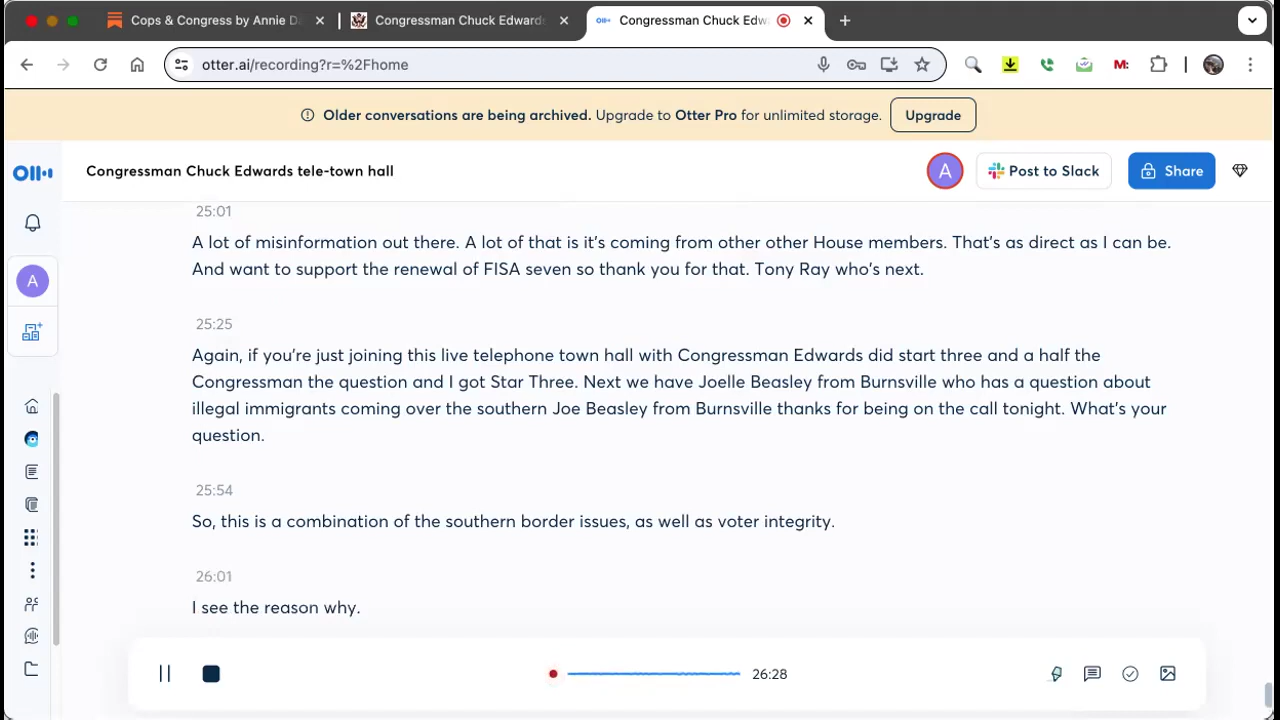 Cops & Congress by Annie Da
Congressman Chuck Edwards
Congressman Chuck Edw
otter.ai/recording?r=%2Fhome
M:
Older conversations are being archived. Upgrade to Otter Pro for unlimited storage.
Upgrade
Congressman Chuck Edwards tele-town hall
A
Post to Slack
Share
A
25:01
A lot of misinformation out there. A lot of that is it's coming from other other House members. That's as direct as I can be.
And want to support the renewal of FISA seven so thank you for that. Tony Ray who's next.
25:25
Again, if you're just joining this live telephone town hall with Congressman Edwards did start three and a half the
Congressman the question and I got Star Three. Next we have Joelle Beasley from Burnsville who has a question about
illegal immigrants coming over the southern Joe Beasley from Burnsville thanks for being on the call tonight. What's your
question.
25:54
So, this is a combination of the southern border issues, as well as voter integrity.
26:01
I see the reason why.
26:28